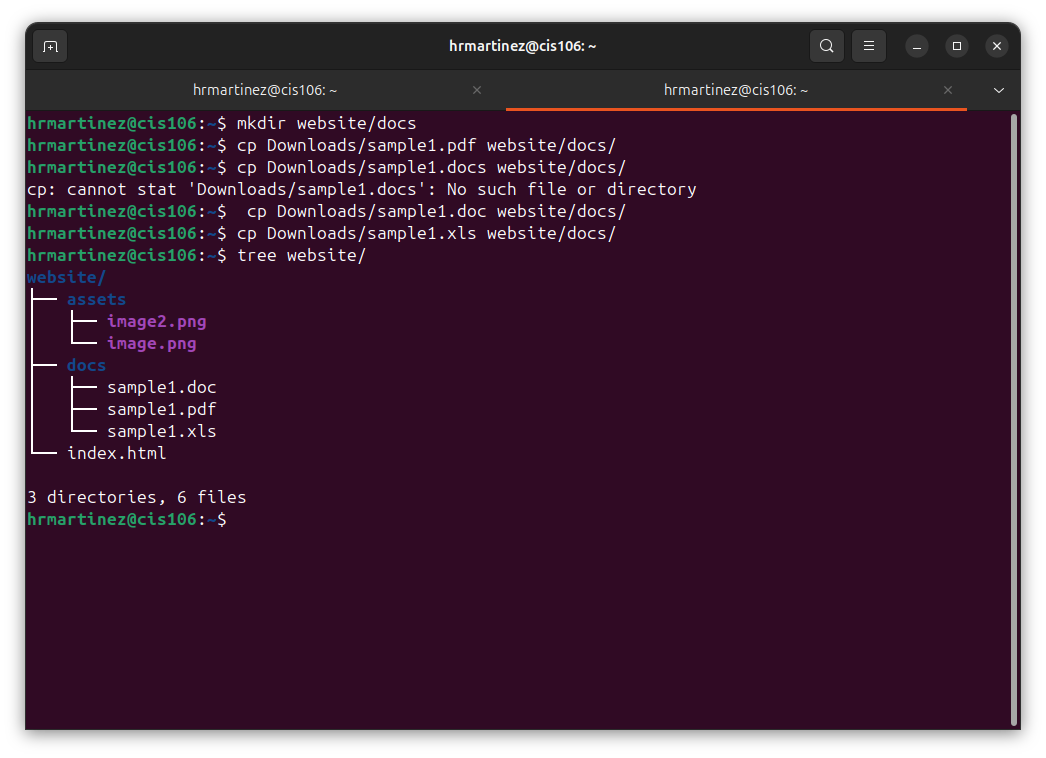 hrmartinez@cis106: ~
hrmartinez@cis106: ~
hrmartinez@cis106: ~
hrmartinez@cis106:~$ mkdir website/docs
hrmartinez@cis106:~$ cp Downloads/sample1.pdf website/docs/
hrmartinez@cis106:~$ cp Downloads/sample1.docs website/docs/
cp: cannot stat 'Downloads/sample1.docs': No such file or directory
hrmartinez@cis106:~$  cp Downloads/sample1.doc website/docs/
hrmartinez@cis106:~$ cp Downloads/sample1.xls website/docs/
hrmartinez@cis106:~$ tree website/
website/
├── assets
│   ├── image2.png
│   └── image.png
├── docs
│   ├── sample1.doc
│   ├── sample1.pdf
│   └── sample1.xls
└── index.html
3 directories, 6 files
hrmartinez@cis106:~$